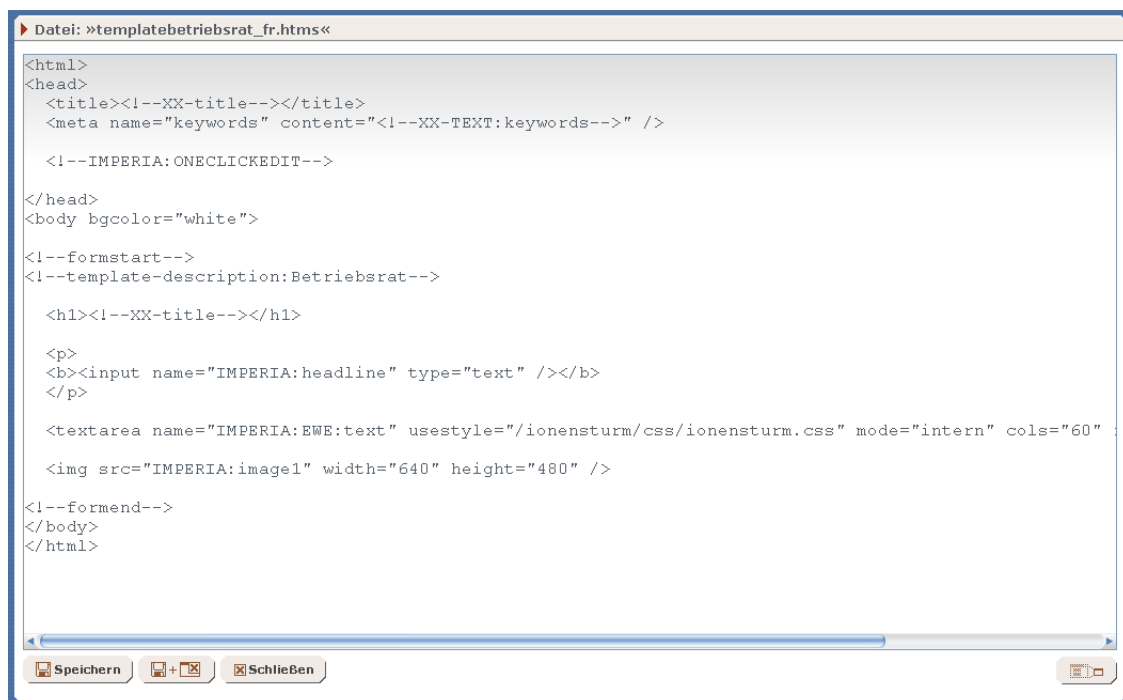 Datei: »templatebetriebsrat_fr.htms«
<html>
<head>
  <title><!--XX-title--></title>
  <meta name="keywords" content="<!--XX-TEXT:keywords-->" />
  <!--IMPERIA:ONECLICKEDIT-->
</head>
<body bgcolor="white">
<!--formstart-->
<!--template-description:Betriebsrat-->
  <h1><!--XX-title--></h1>
  <p>
  <b><input name="IMPERIA:headline" type="text" /></b>
  </p>
  <textarea name="IMPERIA:EWE:text" usestyle="/ionensturm/css/ionensturm.css" mode="intern" cols="60"
  <img src="IMPERIA:image1" width="640" height="480" />
<!--formend-->
</body>
</html>
Speichern + Schließen